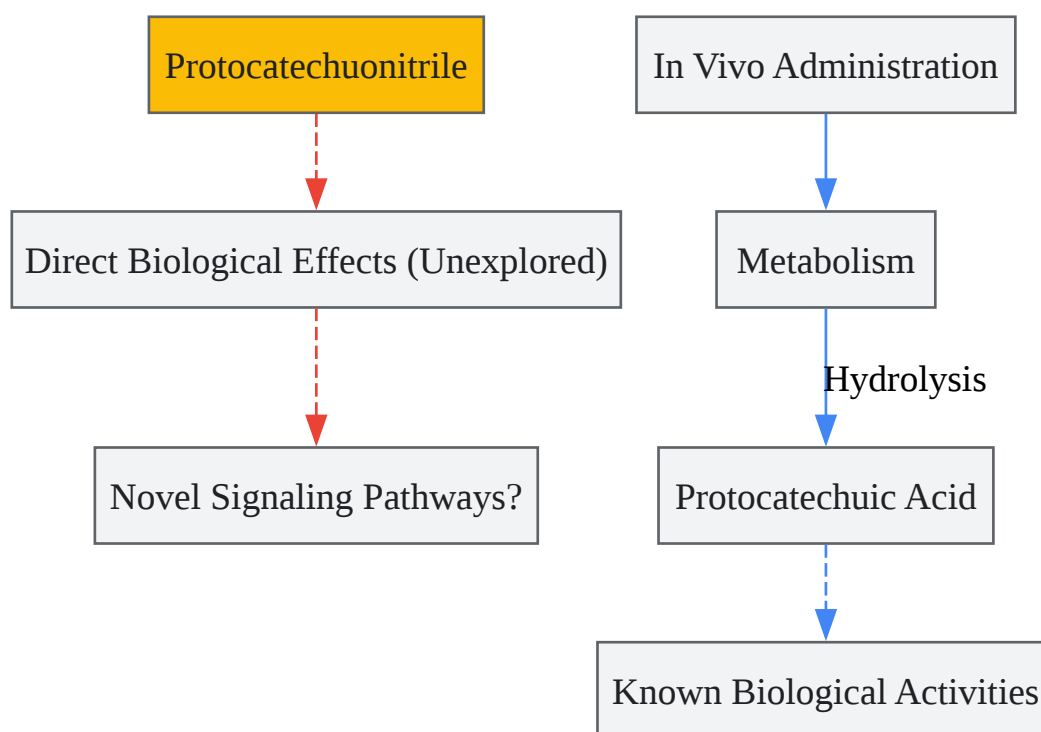 Protocatechuonitrile
In Vivo Administration
Direct Biological Effects (Unexplored)
Metabolism
Hydrolysis
Novel Signaling Pathways?
Protocatechuic Acid
Known Biological Activities